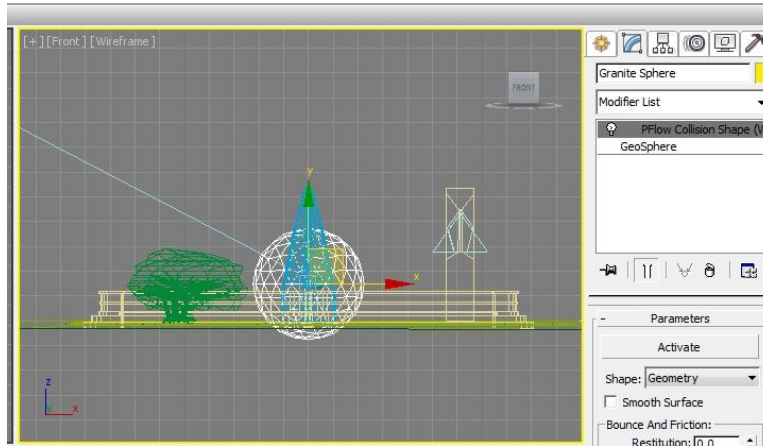 [+] [Front] [Wireframe]
FRONT
y
x
z
y
x
Granite Sphere
Modifier List
PFlow Collision Shape (W
GeoSphere
- Parameters
Activate
Shape: Geometry
Smooth Surface
Bounce And Friction:
Restitution: 0.0